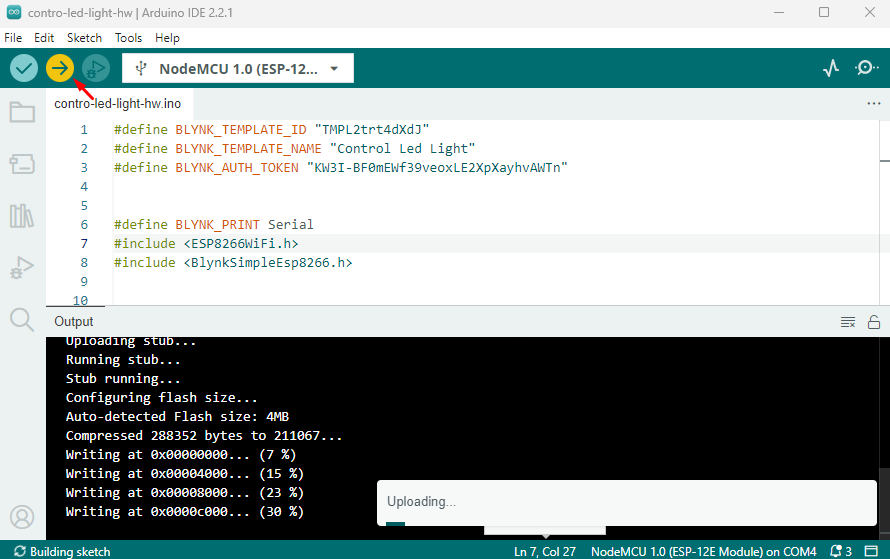 contro-led-light-hw | Arduino IDE 2.2.1
File Edit Sketch Tools Help
NodeMCU 1.0 (ESP-12E...
contro-led-light-hw.ino
1 #define BLYNK_TEMPLATE_ID "TMPL2trt4dXdJ"
2 #define BLYNK_TEMPLATE_NAME "Control Led Light"
3 #define BLYNK_AUTH_TOKEN "KW3I-BF0mEWf39veoxLE2XpXayhvAWTn"
4
5
6 #define BLYNK_PRINT Serial
7 #include <ESP8266WiFi.h>
8 #include <BlynkSimpleEsp8266.h>
9
10
Output
Uploading stub...
Running stub...
Stub running...
Configuring flash size...
Auto-detected Flash size: 4MB
Compressed 288352 bytes to 211067...
Writing at 0x00000000... (7 %)
Writing at 0x00004000... (15 %)
Writing at 0x00008000... (23 %)
Writing at 0x0000c000... (30 %)
Uploading...
Building sketch
Ln 7, Col 27 NodeMCU 1.0 (ESP-12E Module) on COM4 3